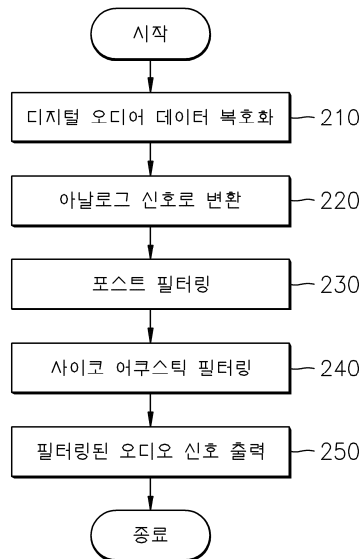 시작
디지털 오디어 데이터 복호화 210
아날로그 신호로 변환 220
포스트 필터링 230
사이코 어쿠스틱 필터링 240
필터링된 오디오 신호 출력 250
종료